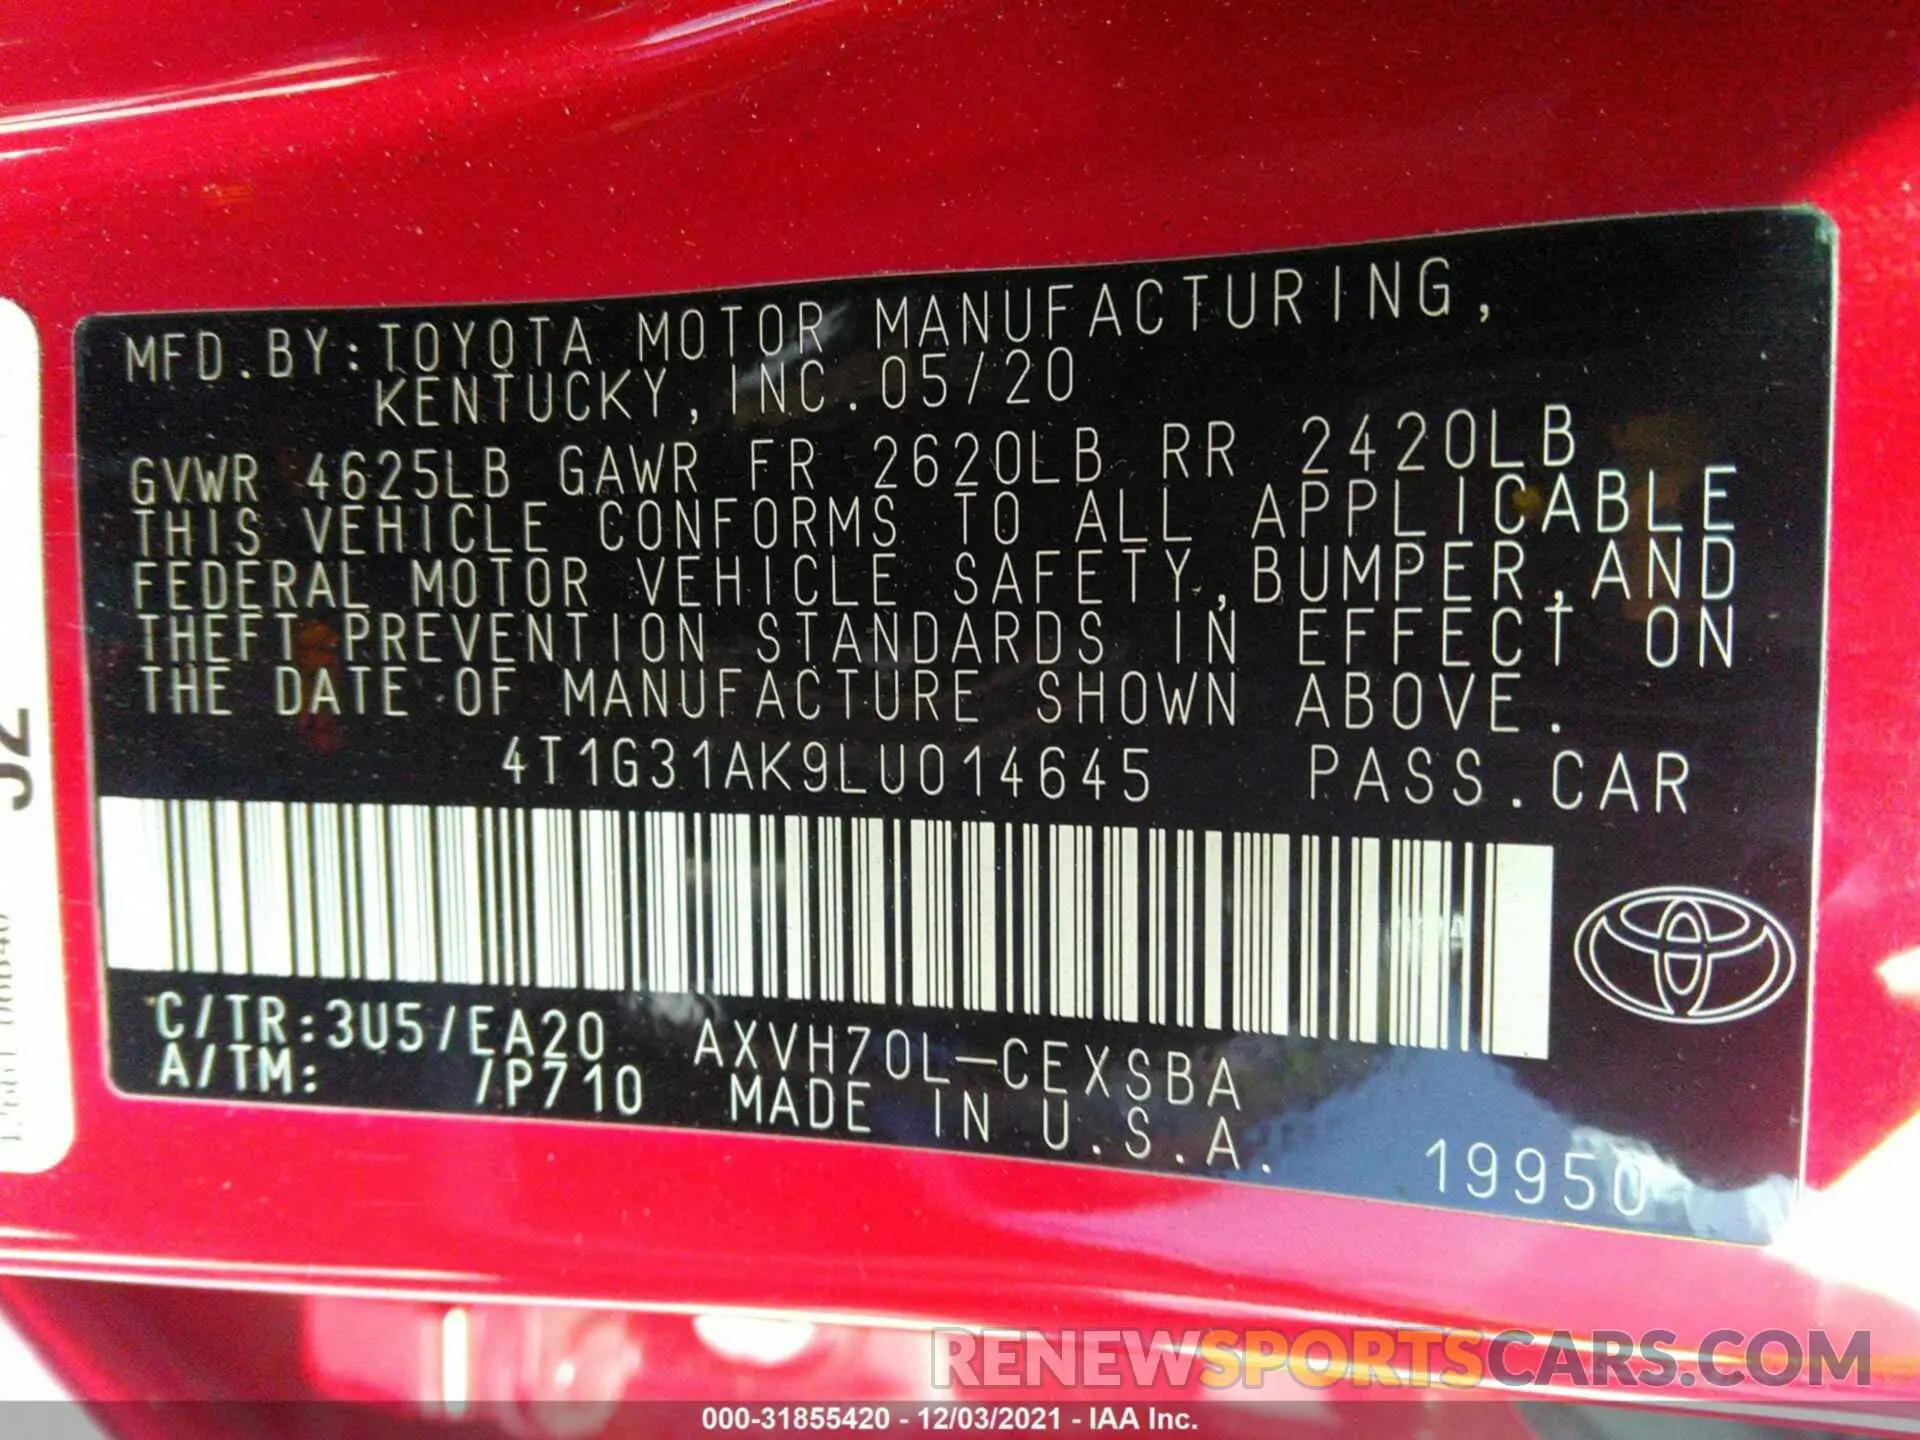 MFD.BY:TOYOTA MOTOR MANUFACTURING,
KENTUCKY, INC. 05/20
GVWR 4625LB GAWR FR 2620LB RR 2420LB
THIS VEHICLE CONFORMS TO ALL APPLICABLE
FEDERAL MOTOR VEHICLE SAFETY, BUMPER, AND
THEFT PREVENTION STANDARDS IN EFFECT ON
THE DATE OF MANUFACTURE SHOWN ABOVE.
4T1G31AK9LU014645 PASS.CAR
C/TR:3U5/EA20 AXVH70L-CEXSBA
A/TM: /P710 MADE IN U.S.A.
19950
RENEWSPORTSCARS.COM
000-31855420 - 12/03/2021 - IAA Inc.